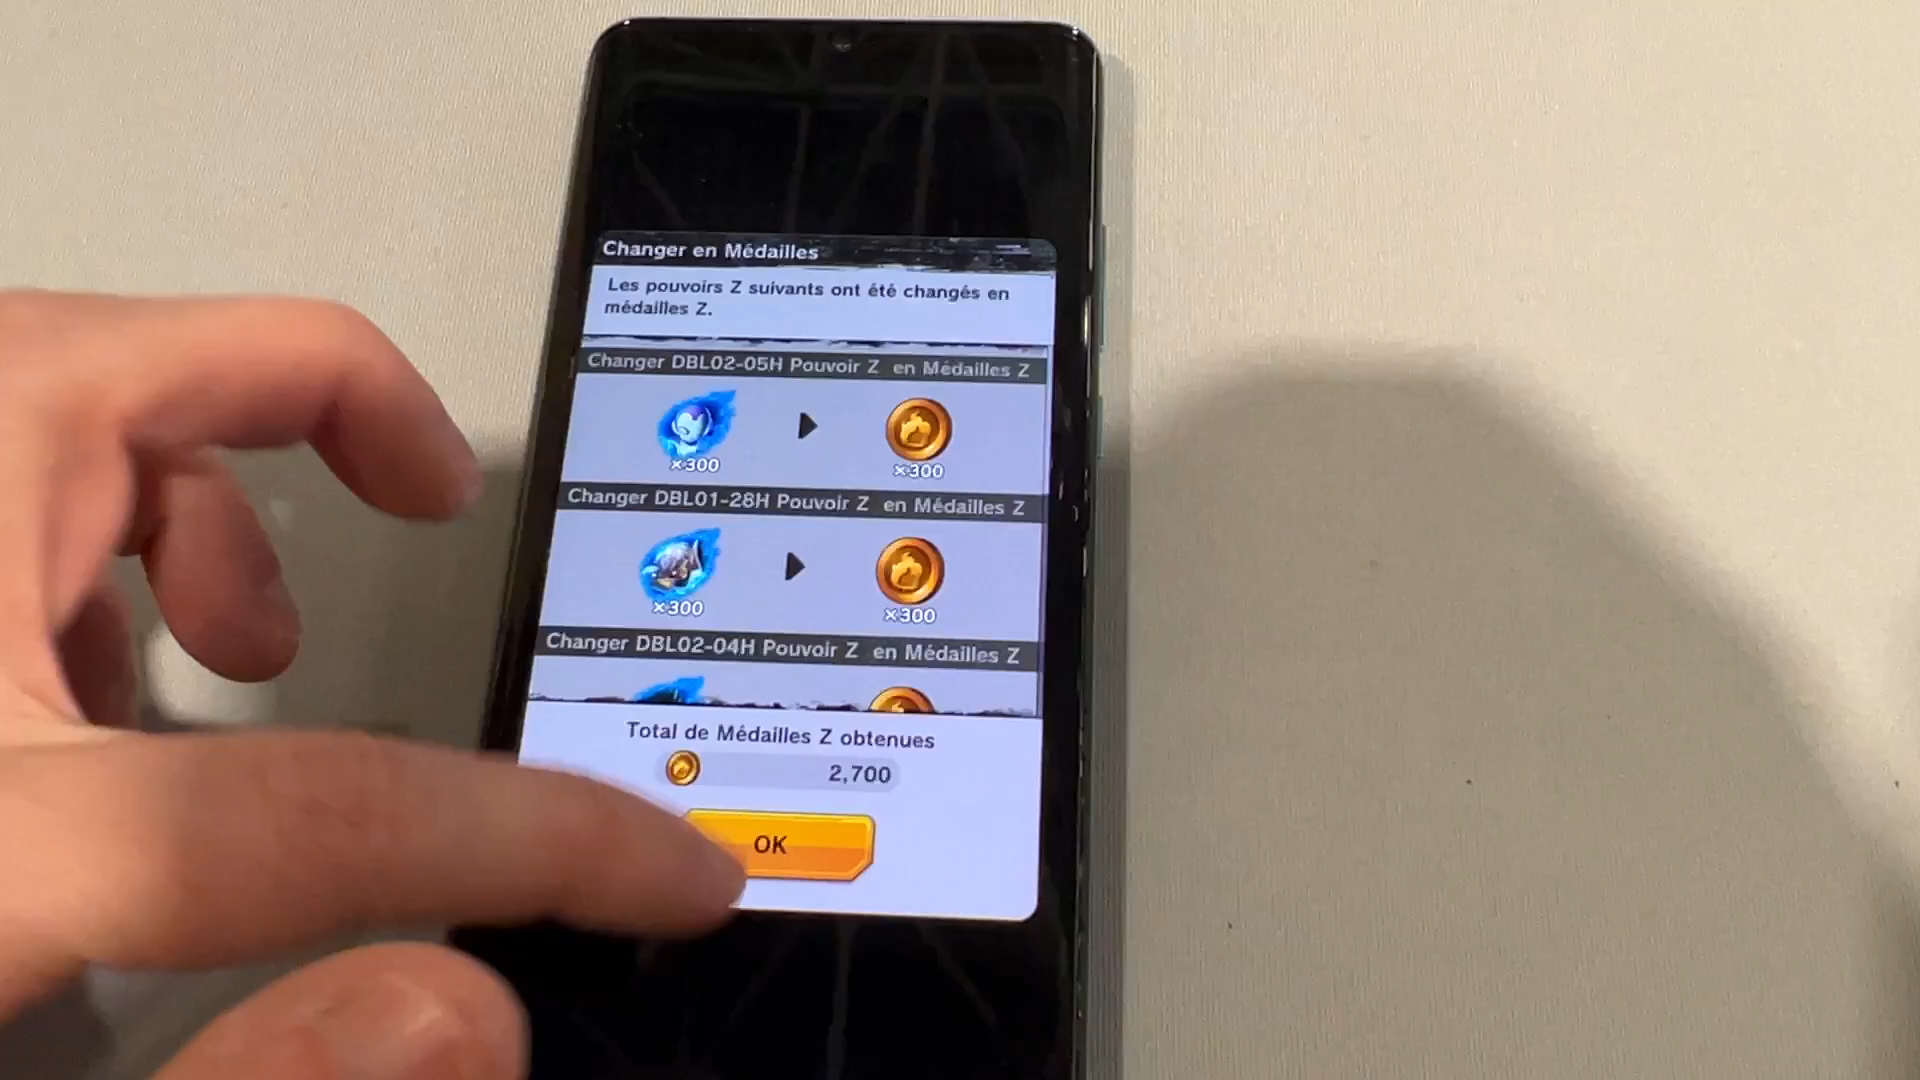 Changer en Médailles
Les pouvoirs Z suivants ont été changés en
médailles Z.
Changer DBL02-05H Pouvoir Z en Médailles Z
×300
×300
Changer DBL01-28H Pouvoir Z en Médailles Z
×300
×300
Changer DBL02-04H Pouvoir Z en Médailles Z
Total de Médailles Z obtenues
2,700
OK